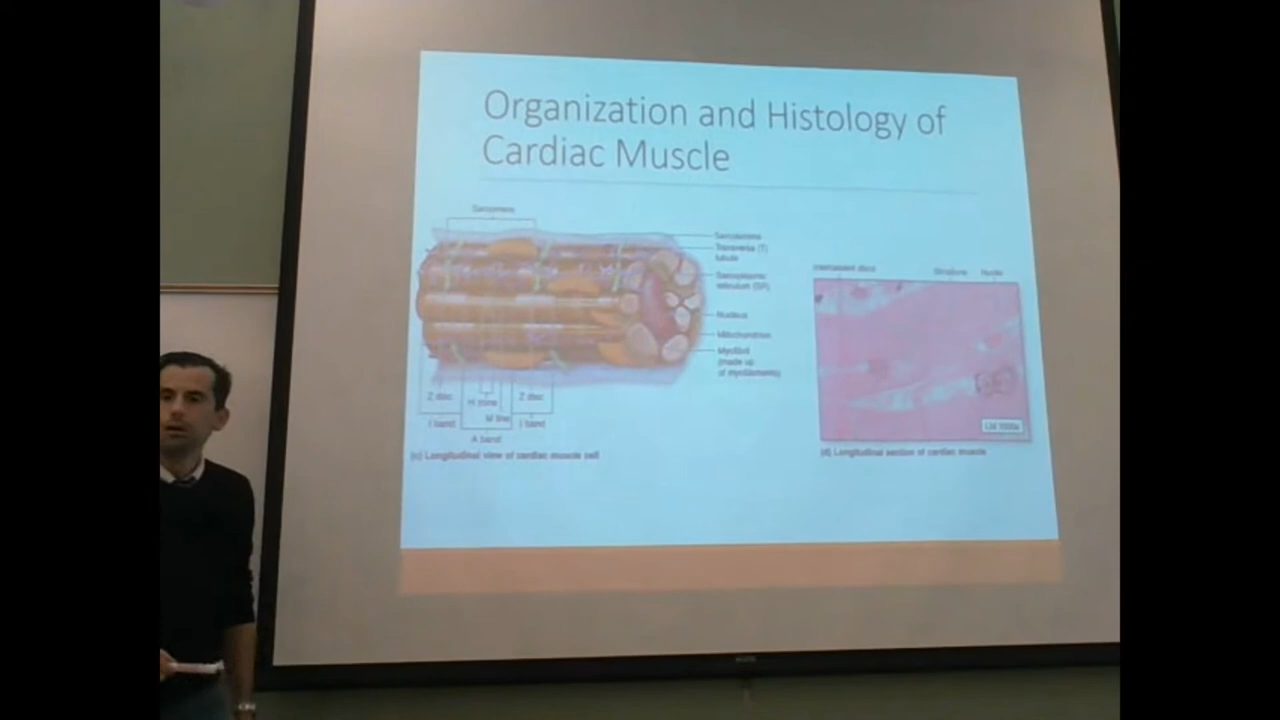 Organization and Histology of
Cardiac Muscle
Sarcomere
Sarcolemma
Transverse (T)
tubule
Sarcoplasmic
reticulum (SR)
Nucleus
Mitochondrion
Myofibril
(made up
of myofilaments)
Z disc
H zone
Z disc
I band
M line
I band
A band
(c) Longitudinal view of cardiac muscle cell
Intercalated discs
Striations Nuclei
(d) Longitudinal section of cardiac muscle